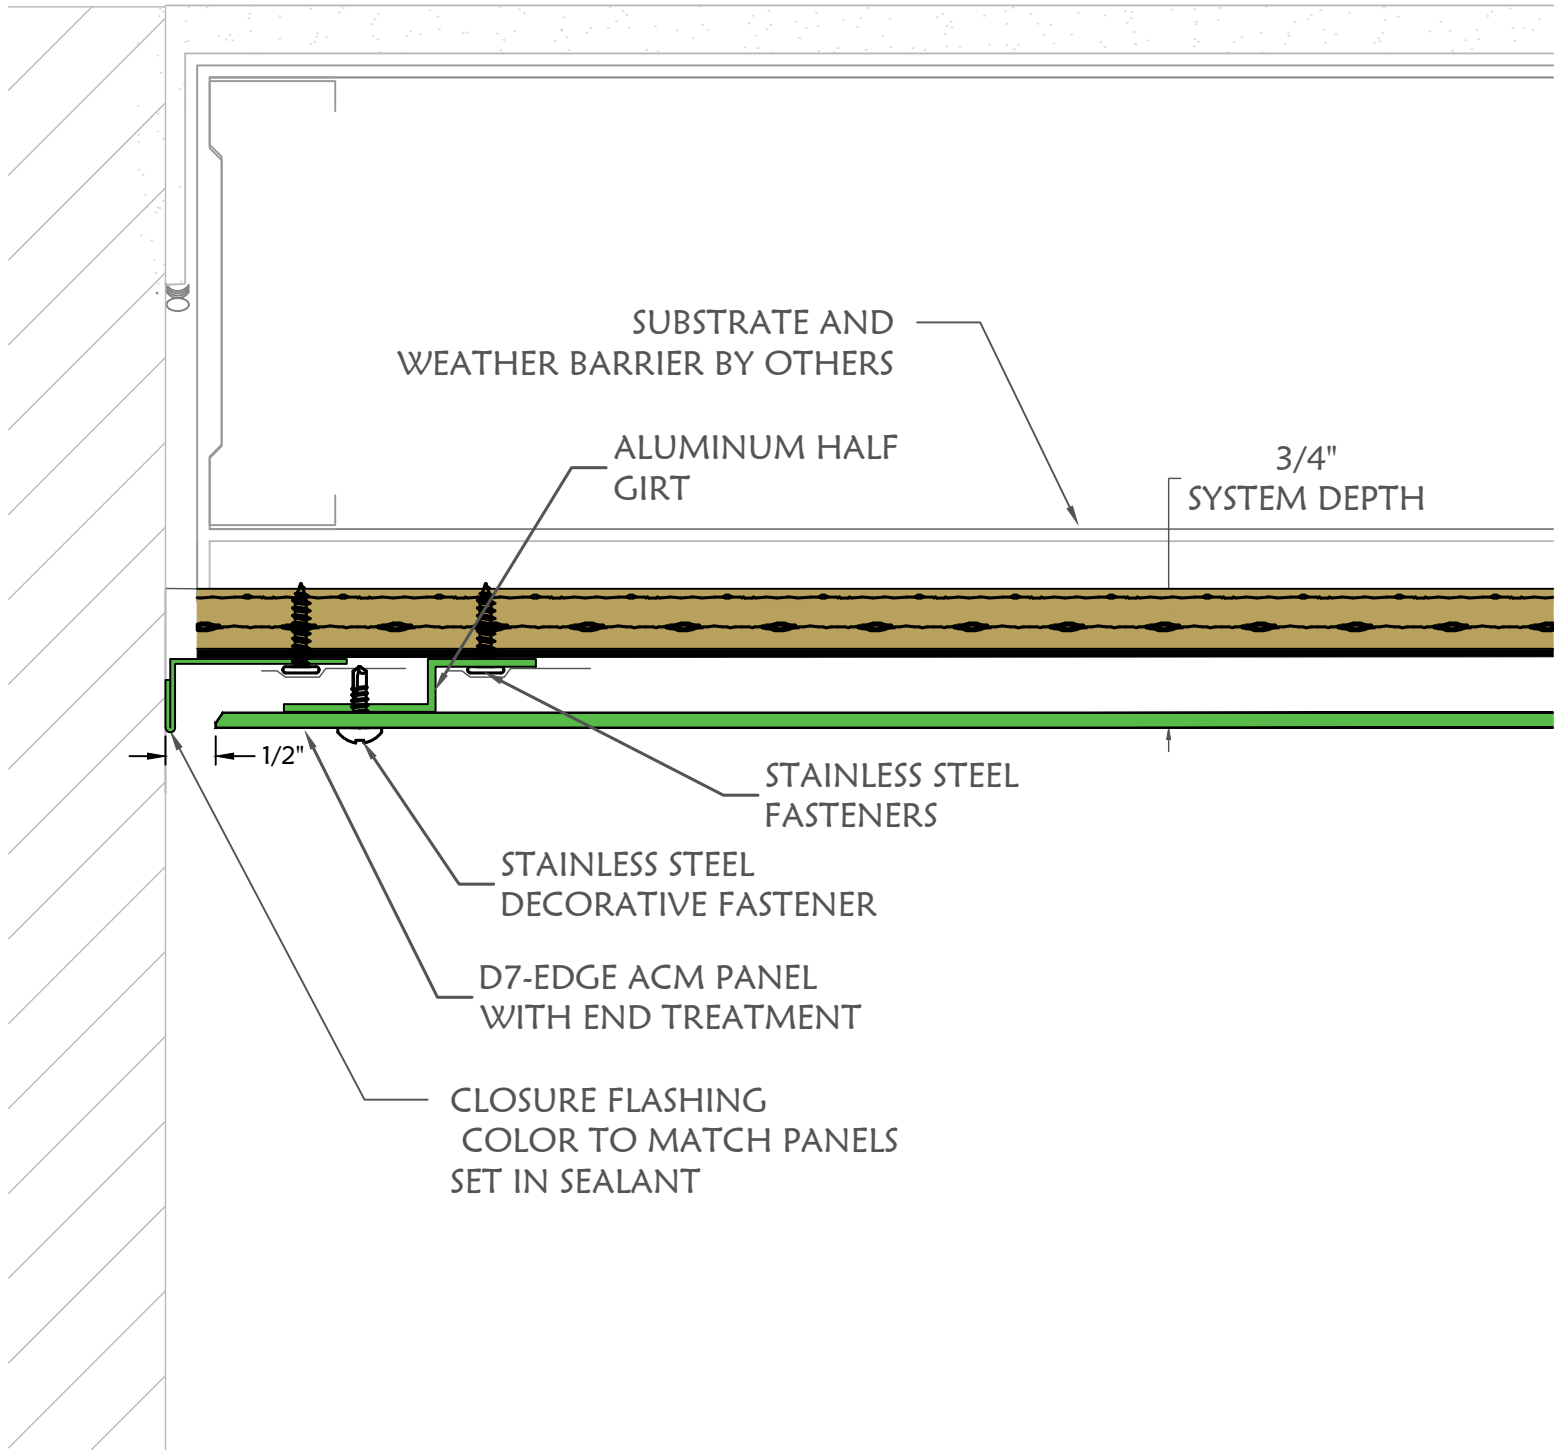 SUBSTRATE AND
WEATHER BARRIER BY OTHERS
ALUMINUM HALF
GIRT
3/4"
SYSTEM DEPTH
1/2"
STAINLESS STEEL
FASTENERS
STAINLESS STEEL
DECORATIVE FASTENER
D7-EDGE ACM PANEL
WITH END TREATMENT
CLOSURE FLASHING
COLOR TO MATCH PANELS
SET IN SEALANT